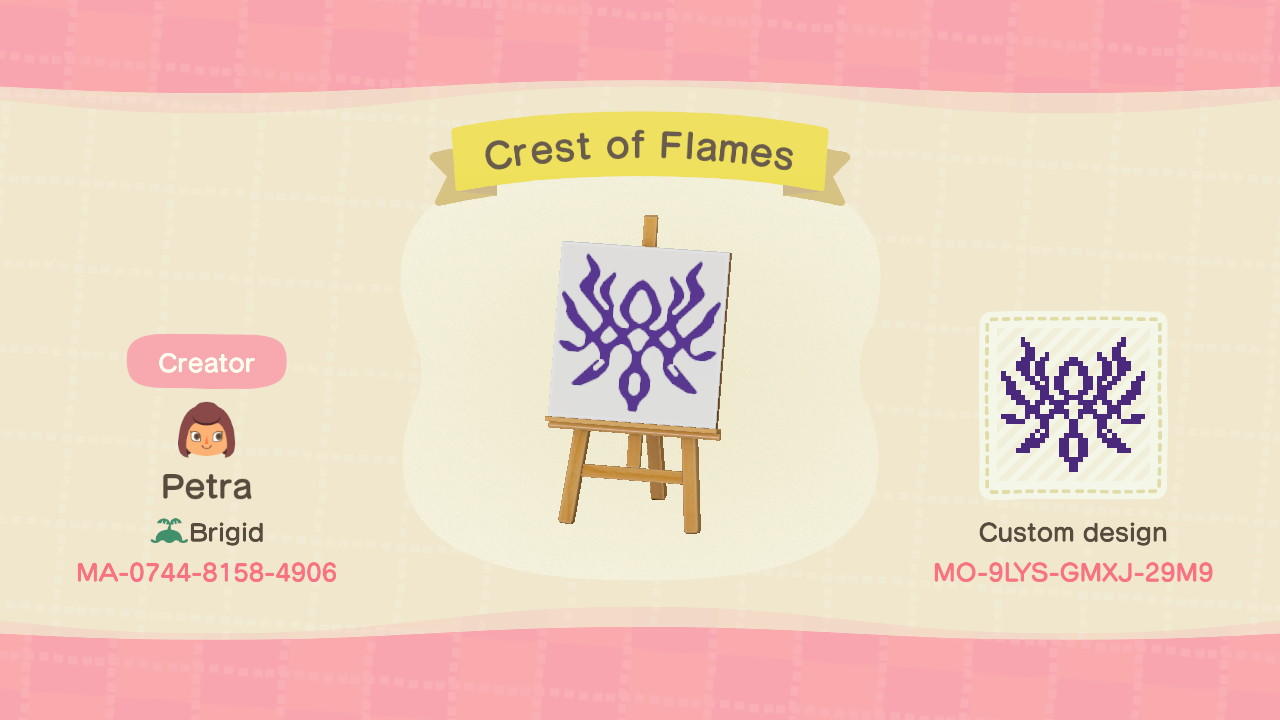 Crest of Flames
Creator
Petra
Brigid
MA-0744-8158-4906
Custom design
MO-9LYS-GMXJ-29M9